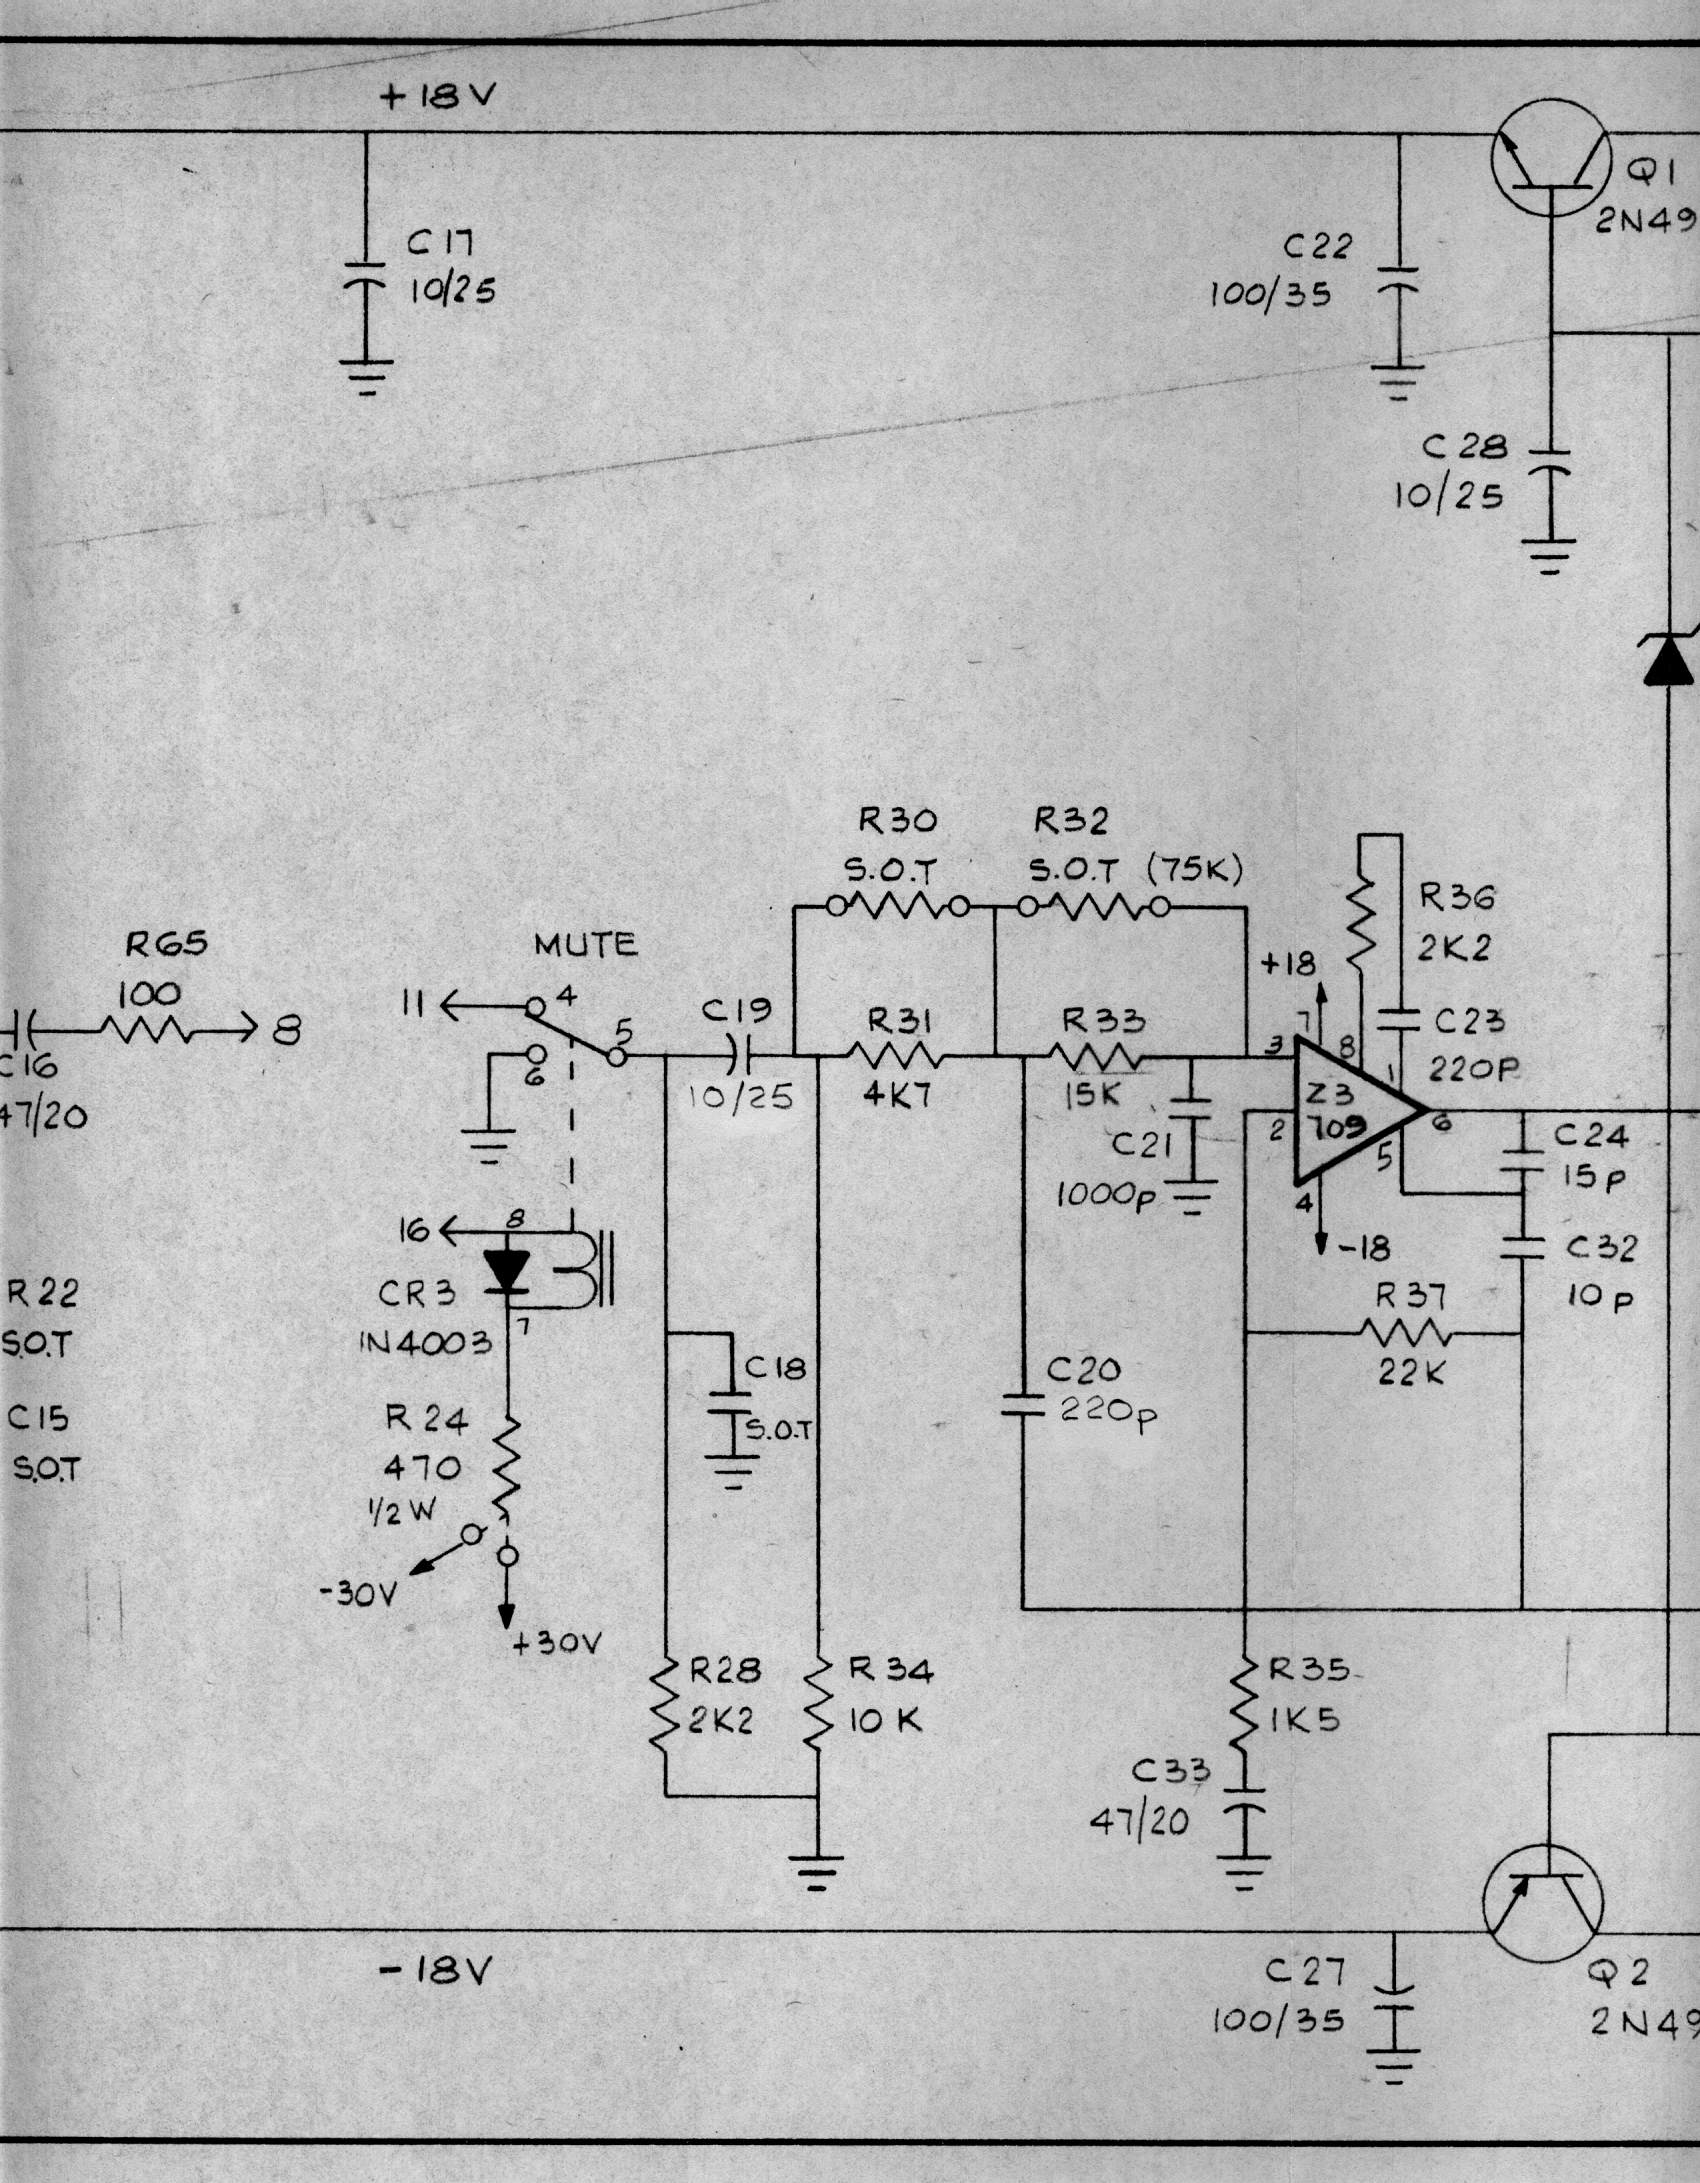 +18V
Q1
2N49
C17
10/25
C22
100/35
C28
10/25
R30
S.O.T
R32
S.O.T (75K)
R36
2K2
+18
R65
100
8
C16
47/20
MUTE
11
4
5
6
C19
10/25
R31
4K7
R33
15K
C21
1000p
3
7
8
1
Z3
709
2
6
5
4
-18
C23
220P
C24
15p
C32
10p
R37
22K
16
8
CR3
1N4003
7
R22
S.O.T
C15
S.O.T
R24
470
1/2W
-30V
+30V
C18
S.O.T
C20
220p
R28
2K2
R34
10K
R35
1K5
C33
47/20
-18V
C27
100/35
Q2
2N49